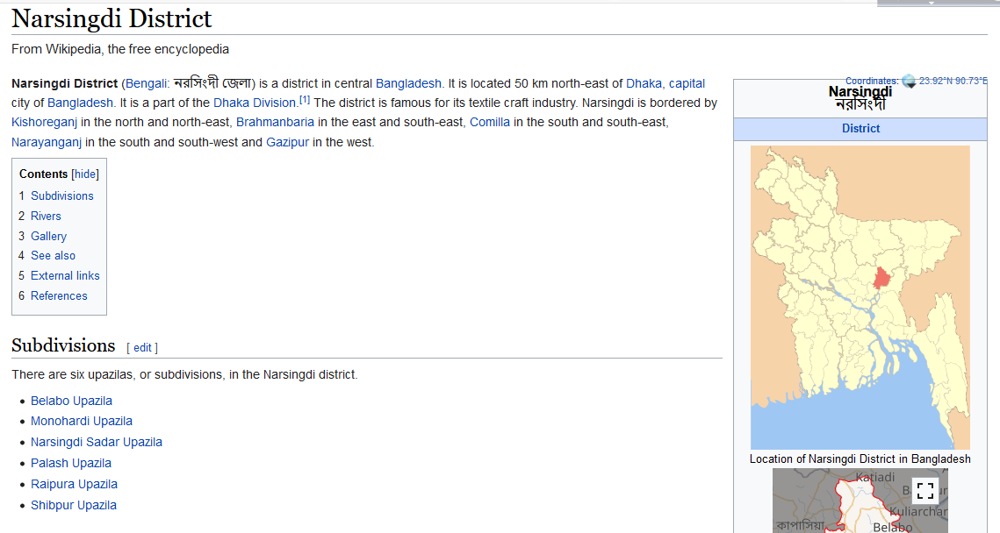 Narsingdi District
From Wikipedia, the free encyclopedia
Coordinates: 23.92°N 90.73°E
Narsingdi District (Bengali: নরসিংদী জেলা) is a district in central Bangladesh. It is located 50 km north-east of Dhaka, capital
city of Bangladesh. It is a part of the Dhaka Division.[1] The district is famous for its textile craft industry. Narsingdi is bordered by
Kishoreganj in the north and north-east, Brahmanbaria in the east and south-east, Comilla in the south and south-east,
Narayanganj in the south and south-west and Gazipur in the west.
Contents [hide]
1 Subdivisions
2 Rivers
3 Gallery
4 See also
5 External links
6 References
Subdivisions [ edit ]
There are six upazilas, or subdivisions, in the Narsingdi district.
Belabo Upazila
Monohardi Upazila
Narsingdi Sadar Upazila
Palash Upazila
Raipura Upazila
Shibpur Upazila
Narsingdi
নরসিংদী
District
Location of Narsingdi District in Bangladesh
Katiadi
Kuliarchar
কাপাসিয়া
Belabo